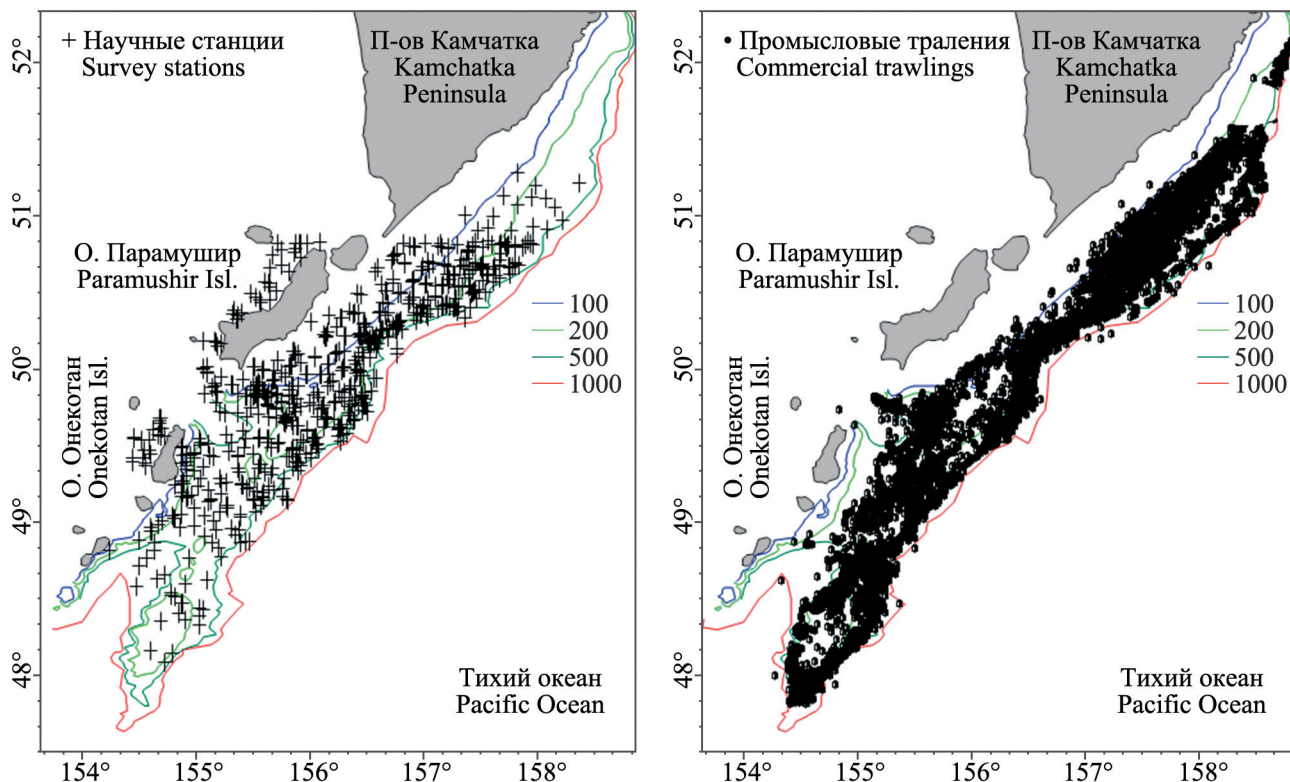 + Научные станции
Survey stations
П-ов Камчатка
Kamchatka
Peninsula
О. Парамушир
Paramushir Isl.
О. Онекотан
Onekotan Isl.
100
200
500
1000
Тихий океан
Pacific Ocean
52°
51°
50°
49°
48°
154° 155° 156° 157° 158°
• Промысловые траления
Commercial trawlings
П-ов Камчатка
Kamchatka
Peninsula
О. Парамушир
Paramushir Isl.
О. Онекотан
Onekotan Isl.
100
200
500
1000
Тихий океан
Pacific Ocean
52°
51°
50°
49°
48°
154° 155° 156° 157° 158°